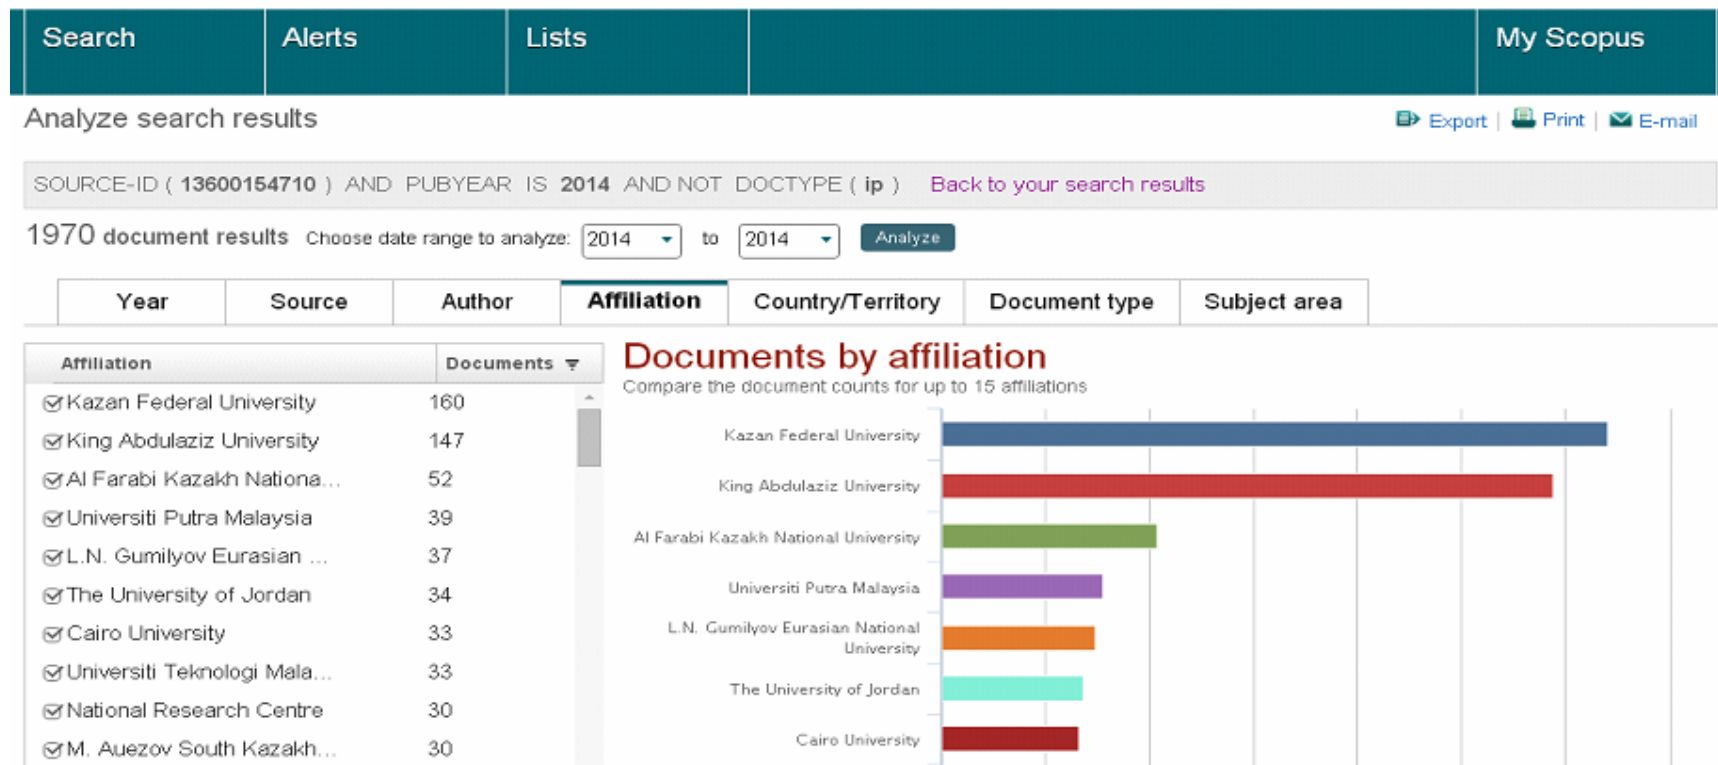 Search Alerts Lists My Scopus
Analyze search results
Export | Print | E-mail
SOURCE-ID ( 13600154710 ) AND PUBYEAR IS 2014 AND NOT DOCTYPE ( ip ) Back to your search results
1970 document results Choose date range to analyze: 2014 to 2014 Analyze
Year Source Author Affiliation Country/Territory Document type Subject area
Affiliation Documents
Kazan Federal University 160
King Abdulaziz University 147
Al Farabi Kazakh Nationa... 52
Universiti Putra Malaysia 39
L.N. Gumilyov Eurasian ... 37
The University of Jordan 34
Cairo University 33
Universiti Teknologi Mala... 33
National Research Centre 30
M. Auezov South Kazakh... 30
Documents by affiliation
Compare the document counts for up to 15 affiliations
Kazan Federal University
King Abdulaziz University
Al Farabi Kazakh National University
Universiti Putra Malaysia
L.N. Gumilyov Eurasian National
University
The University of Jordan
Cairo University